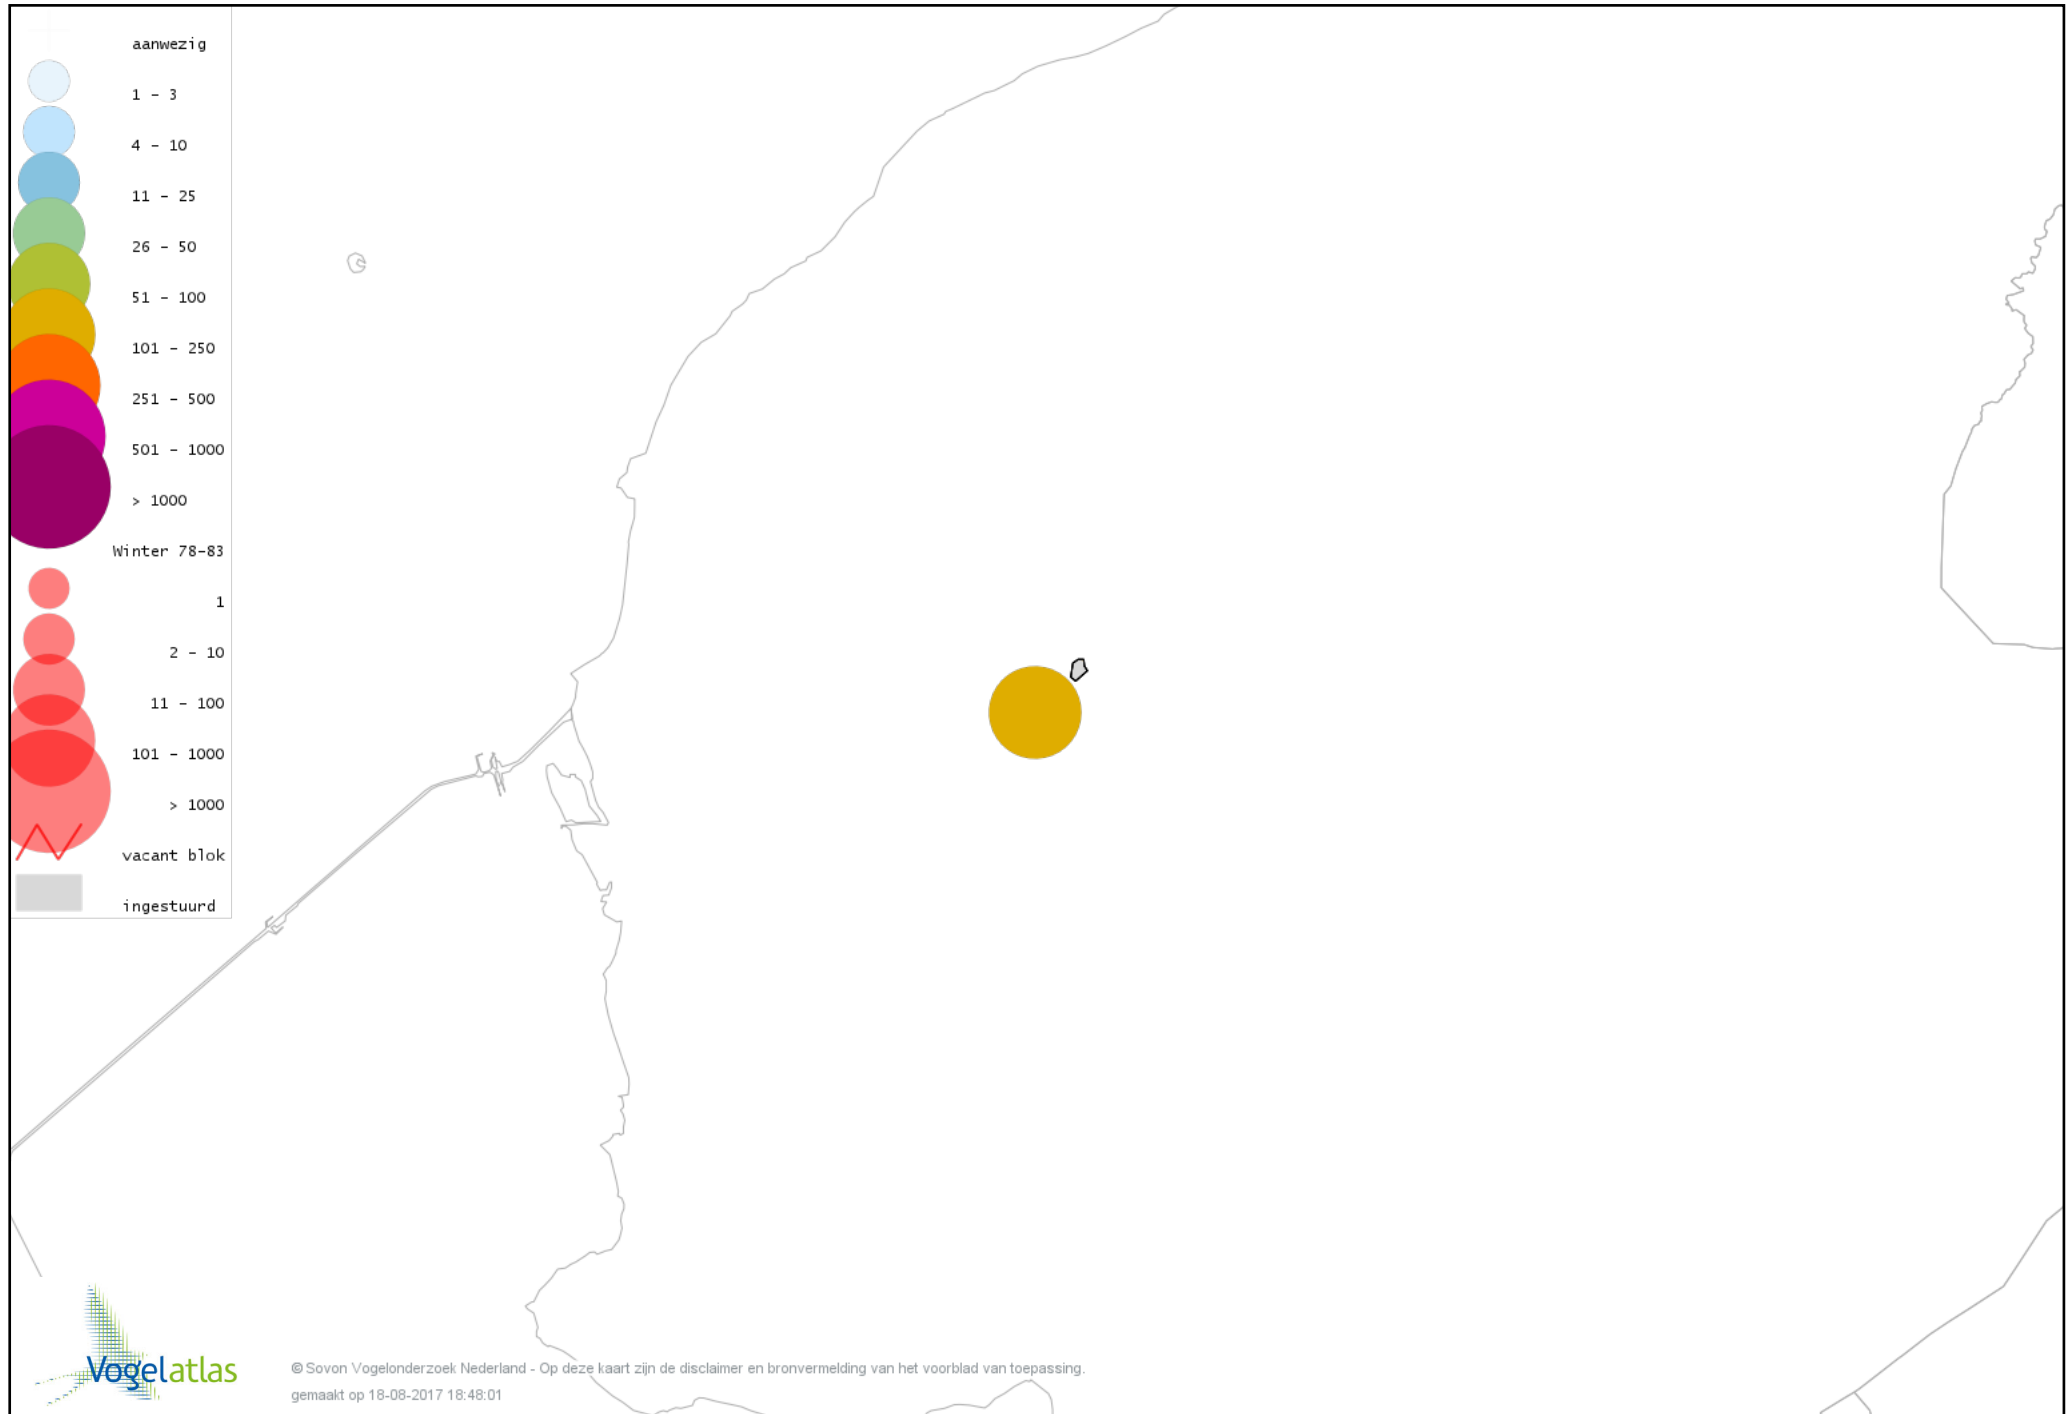 aanwezig
1 - 3
4 - 10
11 - 25
26 - 50
51 - 100
101 - 250
251 - 500
501 - 1000
> 1000
Winter 78-83
1
2 - 10
11 - 100
101 - 1000
> 1000
vacant blok
ingestuurd
Vogelatlas
© Sovon Vogelonderzoek Nederland - Op deze kaart zijn de disclaimer en bronvermelding van het voorblad van toepassing.
gemaakt op 18-08-2017 18:48:01